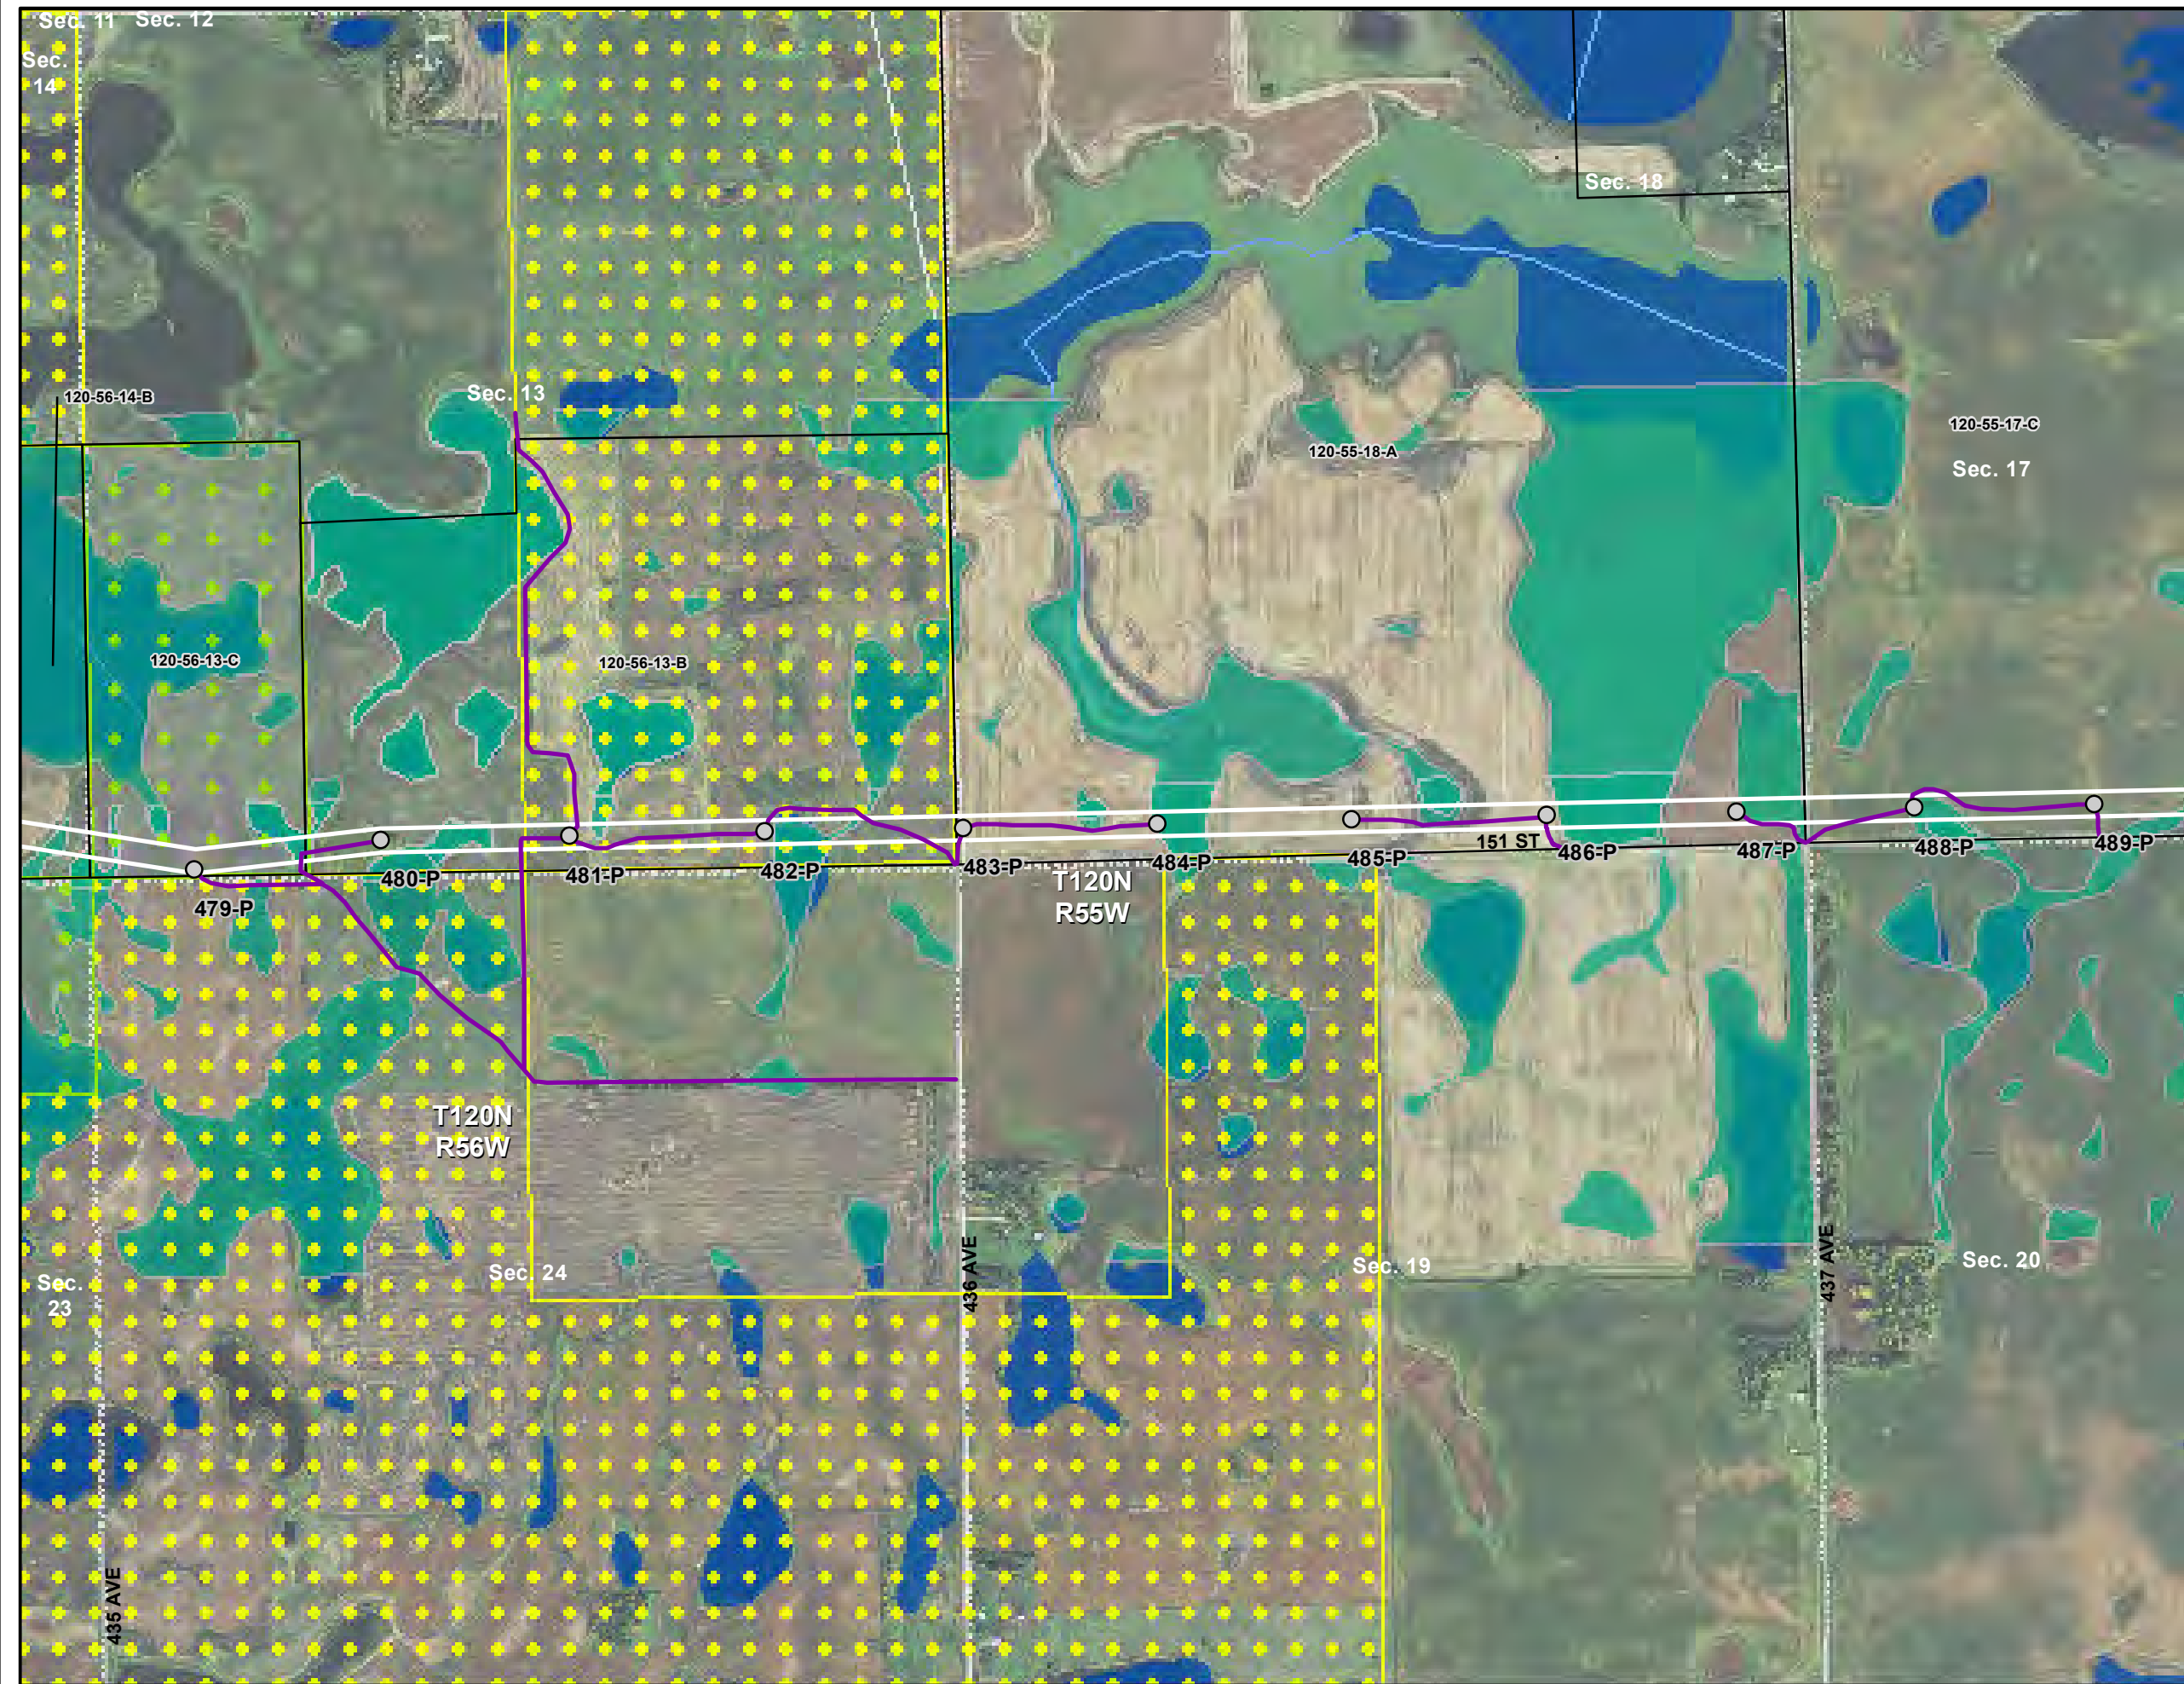 Sec. 11 Sec. 12
Sec.
14
Sec. 18
Sec. 13
120-56-14-B
120-55-18-A
120-55-17-C
Sec. 17
120-56-13-C
120-56-13-B
151 ST
479-P
480-P
481-P
482-P
483-P
484-P
485-P
486-P
487-P
488-P
489-P
T120N
R55W
T120N
R56W
Sec.
23
Sec. 24
436 AVE
Sec. 19
437 AVE
Sec. 20
435 AVE